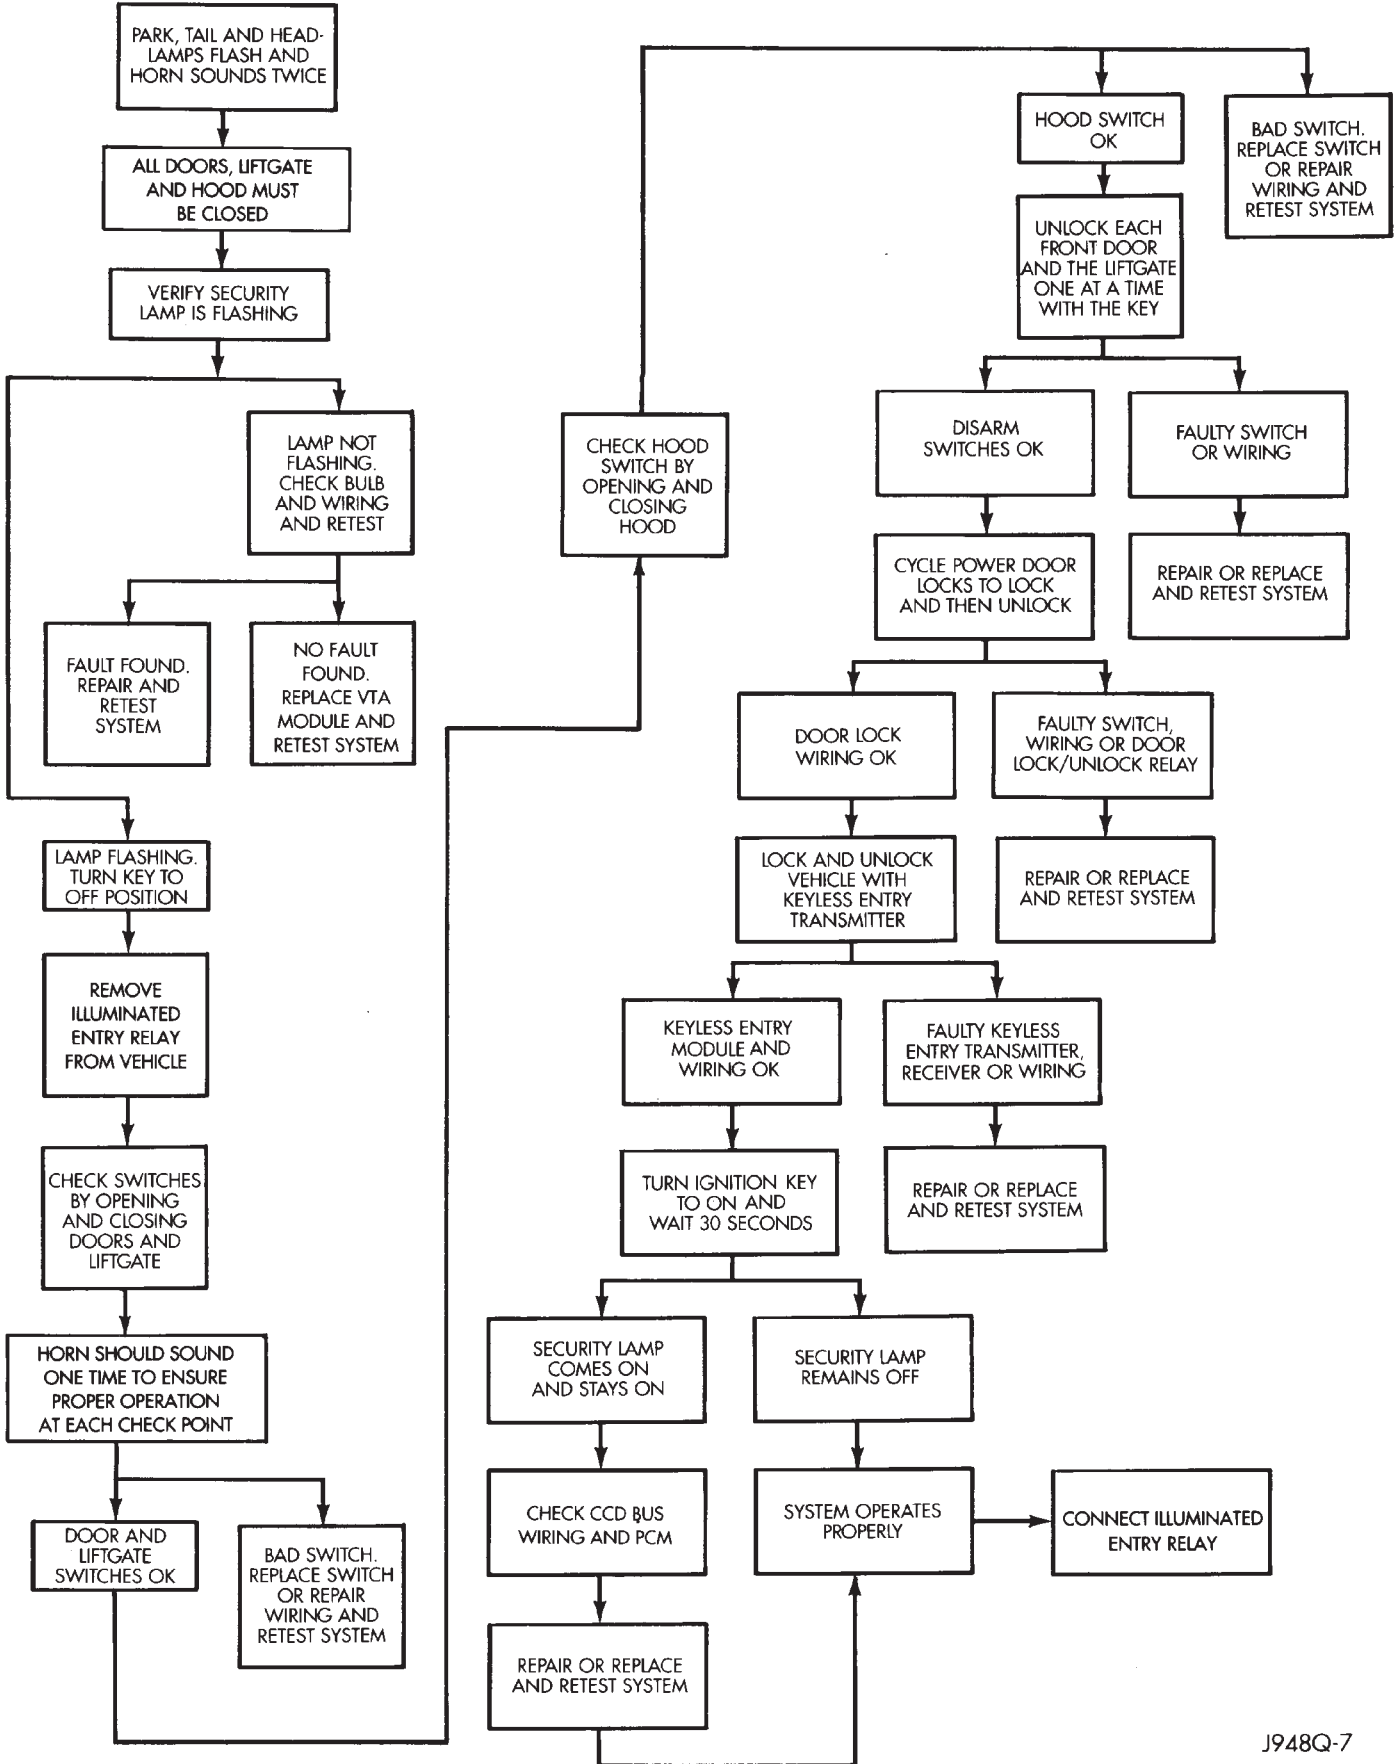 PARK, TAIL AND HEAD-
LAMPS FLASH AND
HORN SOUNDS TWICE
ALL DOORS, LIFTGATE
AND HOOD MUST
BE CLOSED
VERIFY SECURITY
LAMP IS FLASHING
LAMP NOT
FLASHING.
CHECK BULB
AND WIRING
AND RETEST
FAULT FOUND.
REPAIR AND
RETEST
SYSTEM
NO FAULT
FOUND.
REPLACE VTA
MODULE AND
RETEST SYSTEM
LAMP FLASHING.
TURN KEY TO
OFF POSITION
REMOVE
ILLUMINATED
ENTRY RELAY
FROM VEHICLE
CHECK SWITCHES
BY OPENING
AND CLOSING
DOORS AND
LIFTGATE
HORN SHOULD SOUND
ONE TIME TO ENSURE
PROPER OPERATION
AT EACH CHECK POINT
DOOR AND
LIFTGATE
SWITCHES OK
BAD SWITCH.
REPLACE SWITCH
OR REPAIR
WIRING AND
RETEST SYSTEM
CHECK HOOD
SWITCH BY
OPENING AND
CLOSING
HOOD
HOOD SWITCH
OK
BAD SWITCH.
REPLACE SWITCH
OR REPAIR
WIRING AND
RETEST SYSTEM
UNLOCK EACH
FRONT DOOR
AND THE LIFTGATE
ONE AT A TIME
WITH THE KEY
DISARM
SWITCHES OK
FAULTY SWITCH
OR WIRING
CYCLE POWER DOOR
LOCKS TO LOCK
AND THEN UNLOCK
REPAIR OR REPLACE
AND RETEST SYSTEM
DOOR LOCK
WIRING OK
FAULTY SWITCH,
WIRING OR DOOR
LOCK/UNLOCK RELAY
LOCK AND UNLOCK
VEHICLE WITH
KEYLESS ENTRY
TRANSMITTER
REPAIR OR REPLACE
AND RETEST SYSTEM
KEYLESS ENTRY
MODULE AND
WIRING OK
FAULTY KEYLESS
ENTRY TRANSMITTER,
RECEIVER OR WIRING
TURN IGNITION KEY
TO ON AND
WAIT 30 SECONDS
REPAIR OR REPLACE
AND RETEST SYSTEM
SECURITY LAMP
COMES ON
AND STAYS ON
SECURITY LAMP
REMAINS OFF
CHECK CCD BUS
WIRING AND PCM
SYSTEM OPERATES
PROPERLY
CONNECT ILLUMINATED
ENTRY RELAY
REPAIR OR REPLACE
AND RETEST SYSTEM
J948Q-7